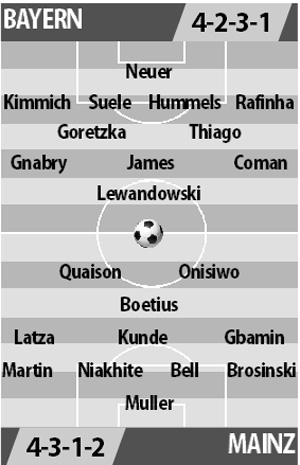 BAYERN 4-2-3-1
Neuer
Kimmich Suele Hummels Rafinha
Goretzka Thiago
Gnabry James Coman
Lewandowski
Quaison Onisiwo
Boetius
Latza Kunde Gbamin
Martin Niakhite Bell Brosinski
Muller
4-3-1-2 MAINZ